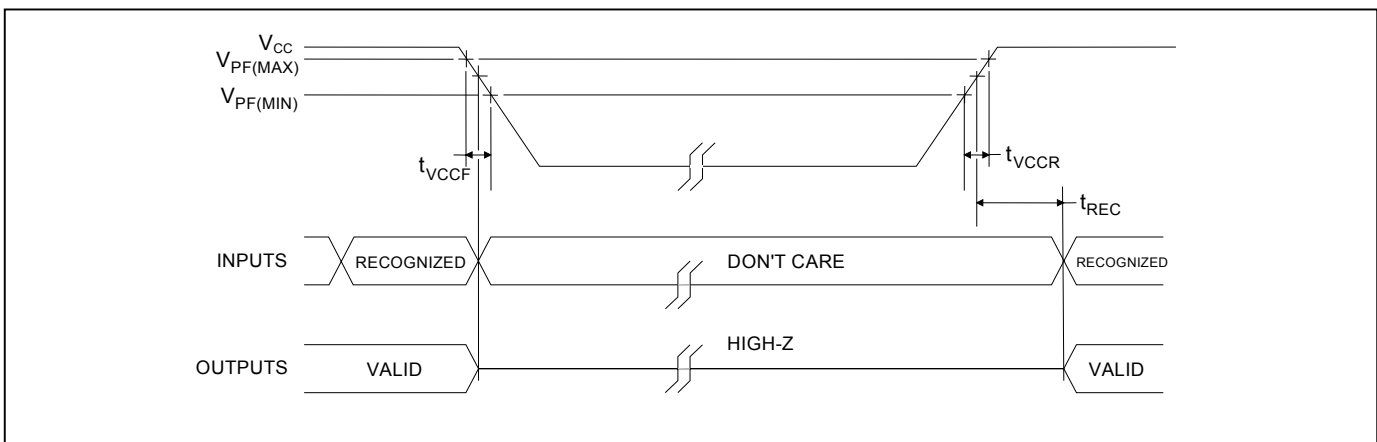 VCC
VPF(MAX)
VPF(MIN)
tVCCF
tVCCR
tREC
INPUTS
RECOGNIZED
DON'T CARE
RECOGNIZED
HIGH-Z
OUTPUTS
VALID
VALID